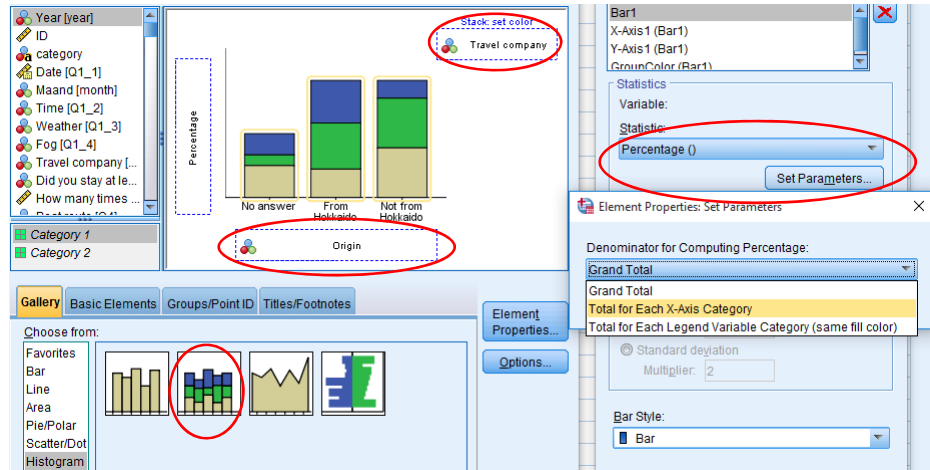 Year [year]
ID
category
Date [Q1_1]
Maand [month]
Time [Q1_2]
Weather [Q1_3]
Fog [Q1_4]
Travel company [...
Did you stay at le...
How many times ...
Category 1
Category 2
Stack: set color
Travel company
Percentage
No answer
From Hokkaido
Not from Hokkaido
Origin
Bar1
X-Axis1 (Bar1)
Y-Axis1 (Bar1)
GroupColor (Bar1)
Statistics
Variable:
Statistic:
Percentage ()
Set Parameters...
Element Properties: Set Parameters
Denominator for Computing Percentage:
Grand Total
Grand Total
Total for Each X-Axis Category
Total for Each Legend Variable Category (same fill color)
Standard deviation
Multiplier: 2
Bar Style:
Bar
Gallery
Basic Elements
Groups/Point ID
Titles/Footnotes
Choose from:
Favorites
Bar
Line
Area
Pie/Polar
Scatter/Dot
Histogram
Element Properties...
Options...